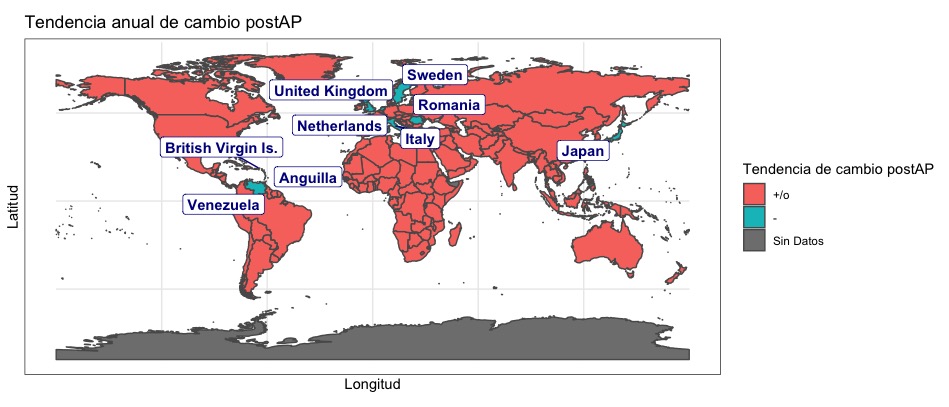 Tendencia anual de cambio postAP
Sweden
United Kingdom
Romania
Netherlands
Italy
British Virgin Is.
Japan
Anguilla
Venezuela
Latitud
Longitud
Tendencia de cambio postAP
+/o
-
Sin Datos